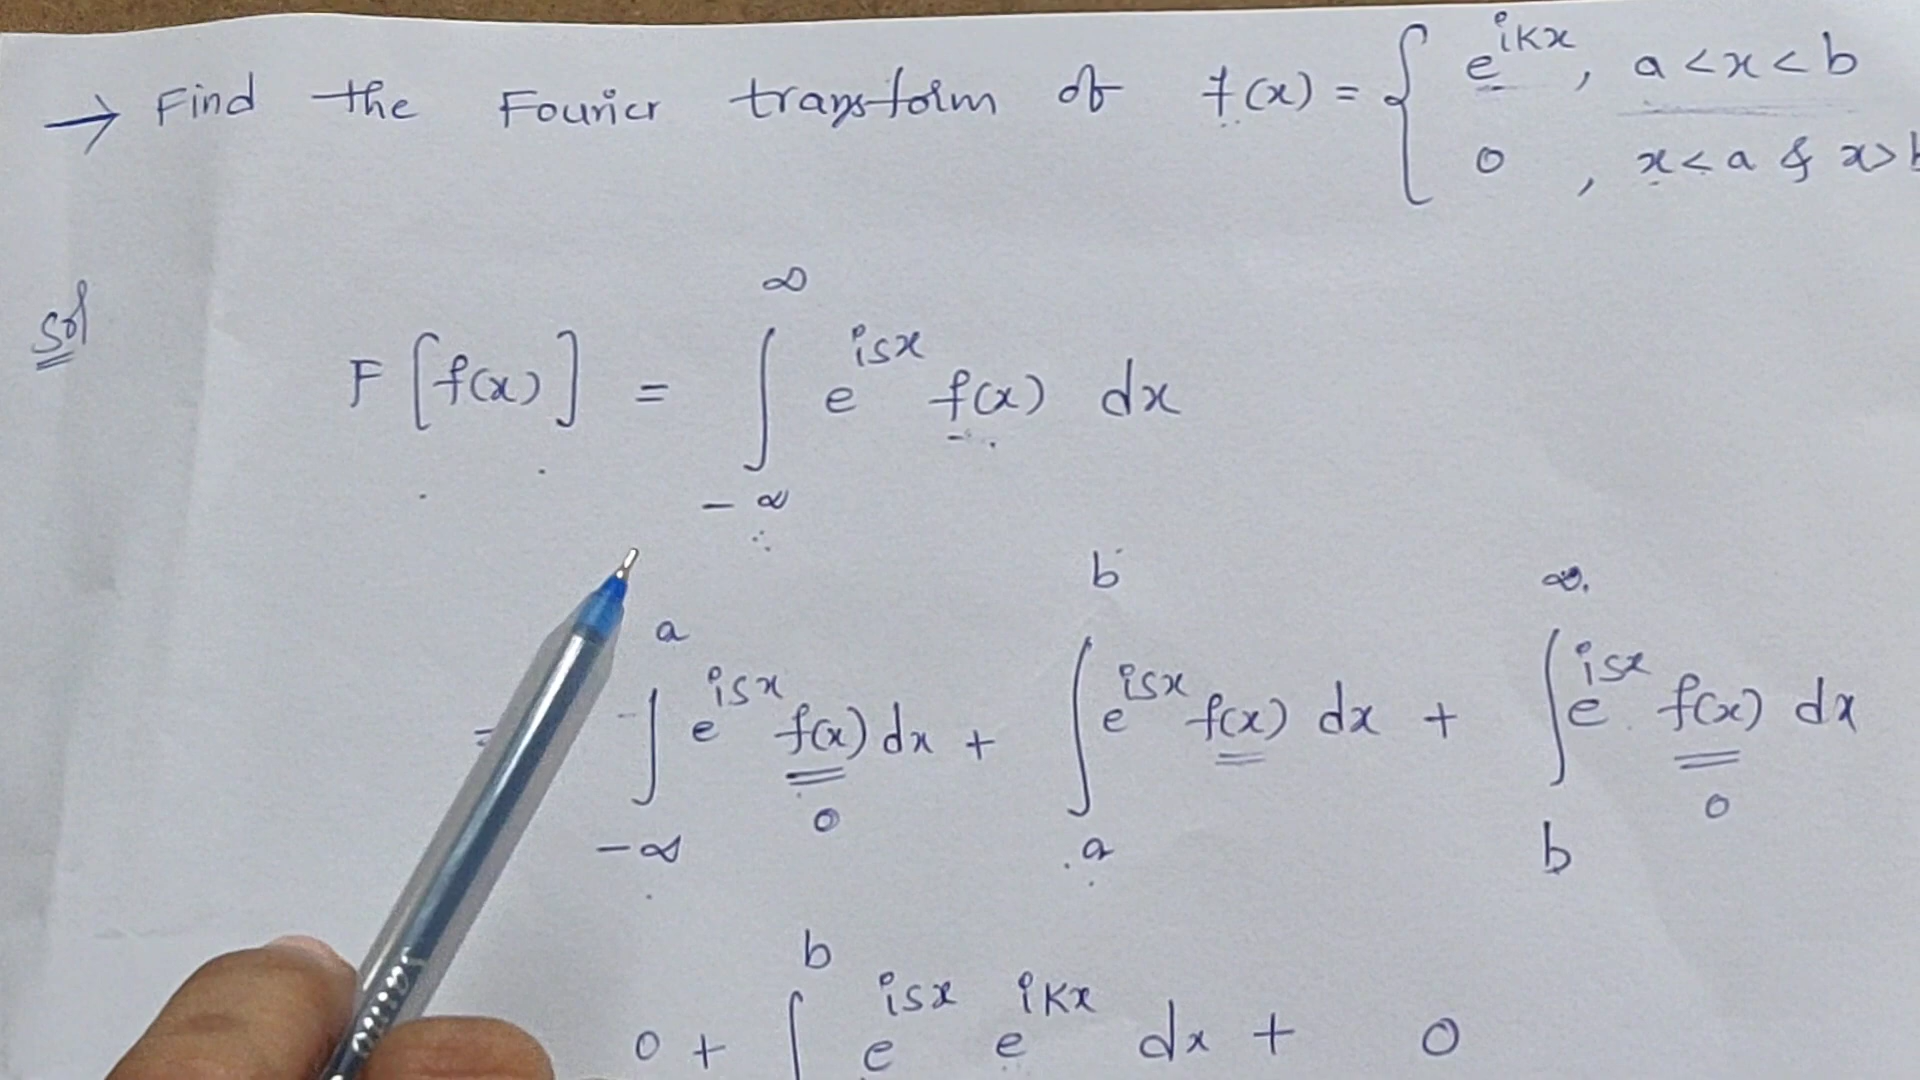 → Find the Fourier transform of f(x) = { e^{ikx}, a<x<b
0, x<a & x>b
Sol
F[f(x)] = ∫_{-∞}^{∞} e^{isx} f(x) dx
= ∫_{-∞}^{a} e^{isx} f(x) dx + ∫_{a}^{b} e^{isx} f(x) dx + ∫_{b}^{∞} e^{isx} f(x) dx
0 0
0 + ∫^{b} e^{isx} e^{ikx} dx + 0